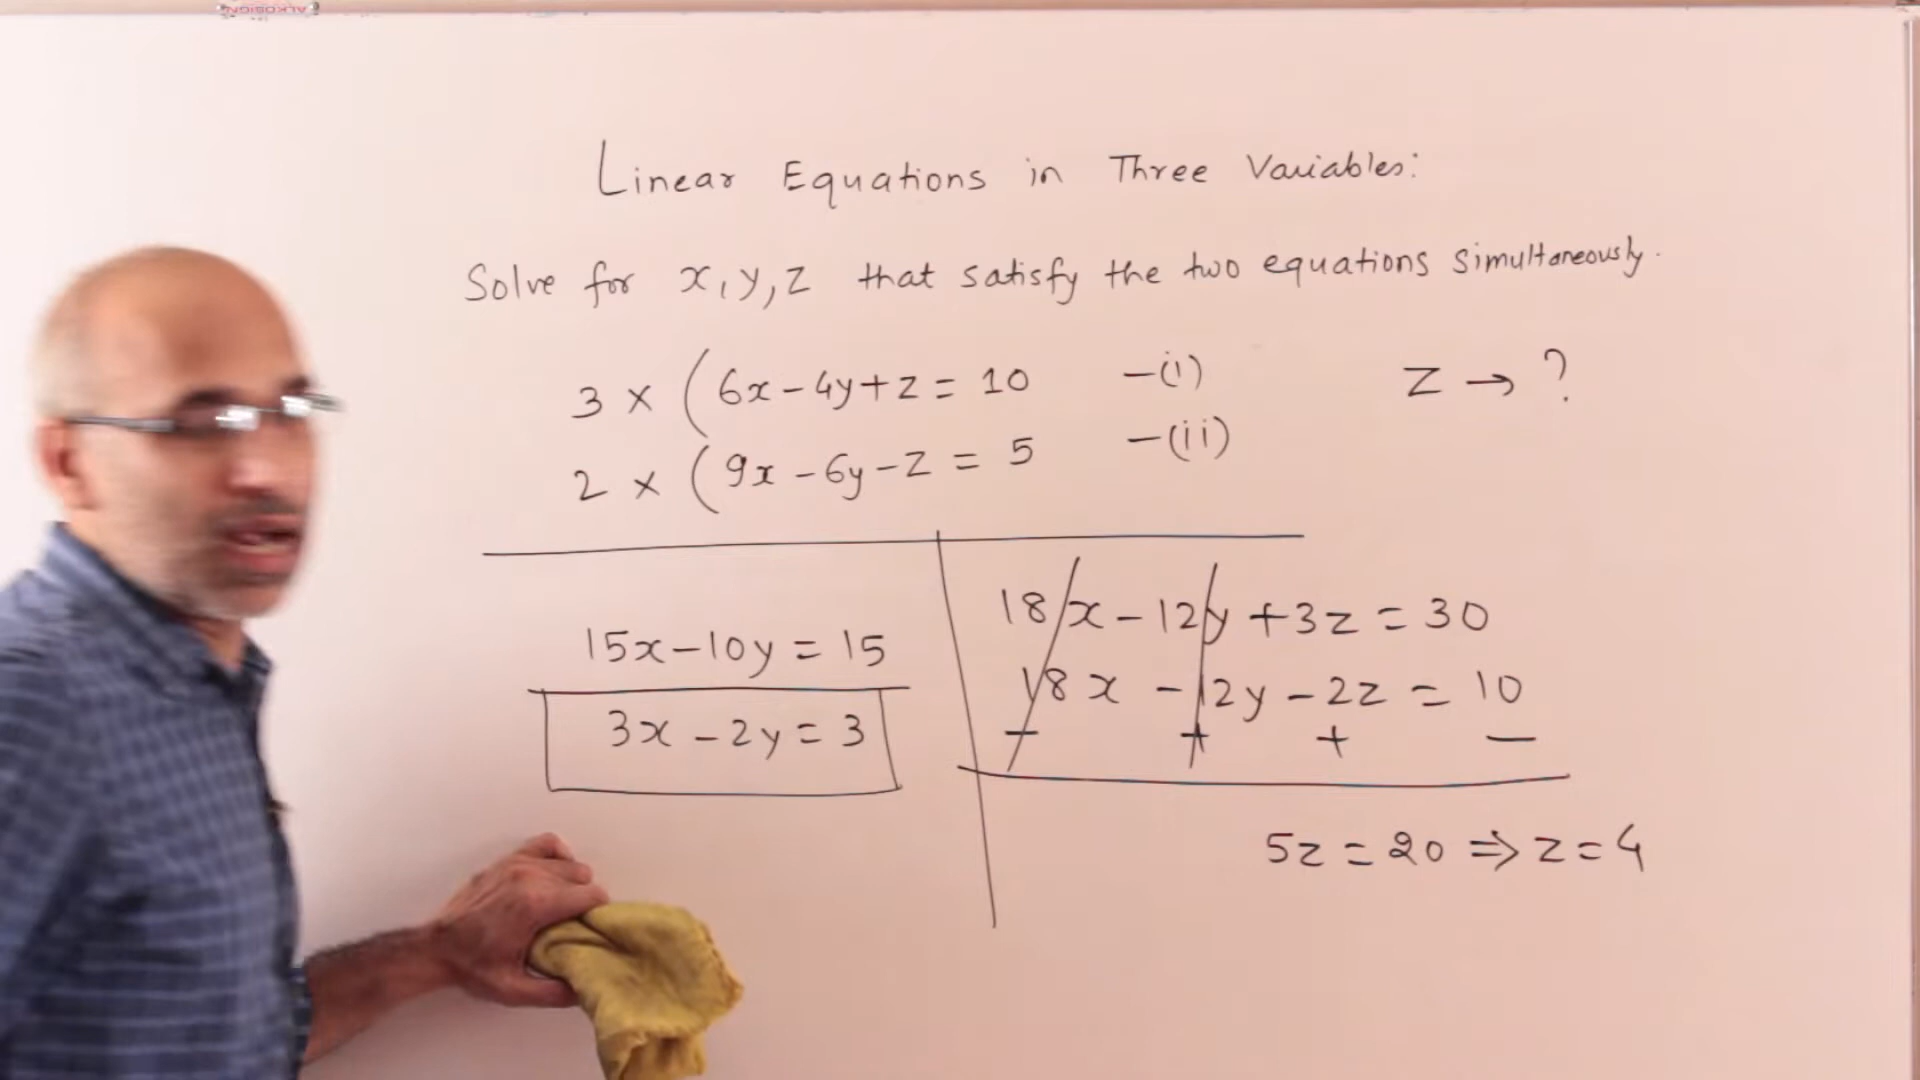 ALKOSIGN
Linear Equations in Three Variables:
Solve for x, y, z that satisfy the two equations simultaneously.
3 × (6x - 4y + z = 10 -(i)
z → ?
2 × (9x - 6y - z = 5 -(ii)
15x - 10y = 15
3x - 2y = 3
18x - 12y + 3z = 30
18x - 12y - 2z = 10
- + + -
5z = 20 ⇒ z = 4